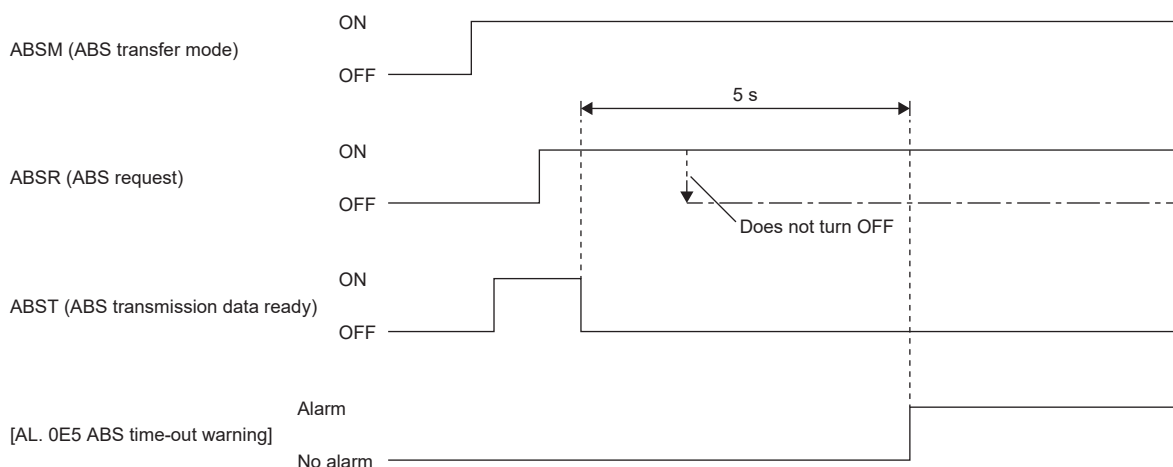 ON
ABSM (ABS transfer mode)
OFF
5 s
ON
ABSR (ABS request)
OFF
Does not turn OFF
ON
ABST (ABS transmission data ready)
OFF
Alarm
[AL. 0E5 ABS time-out warning]
No alarm